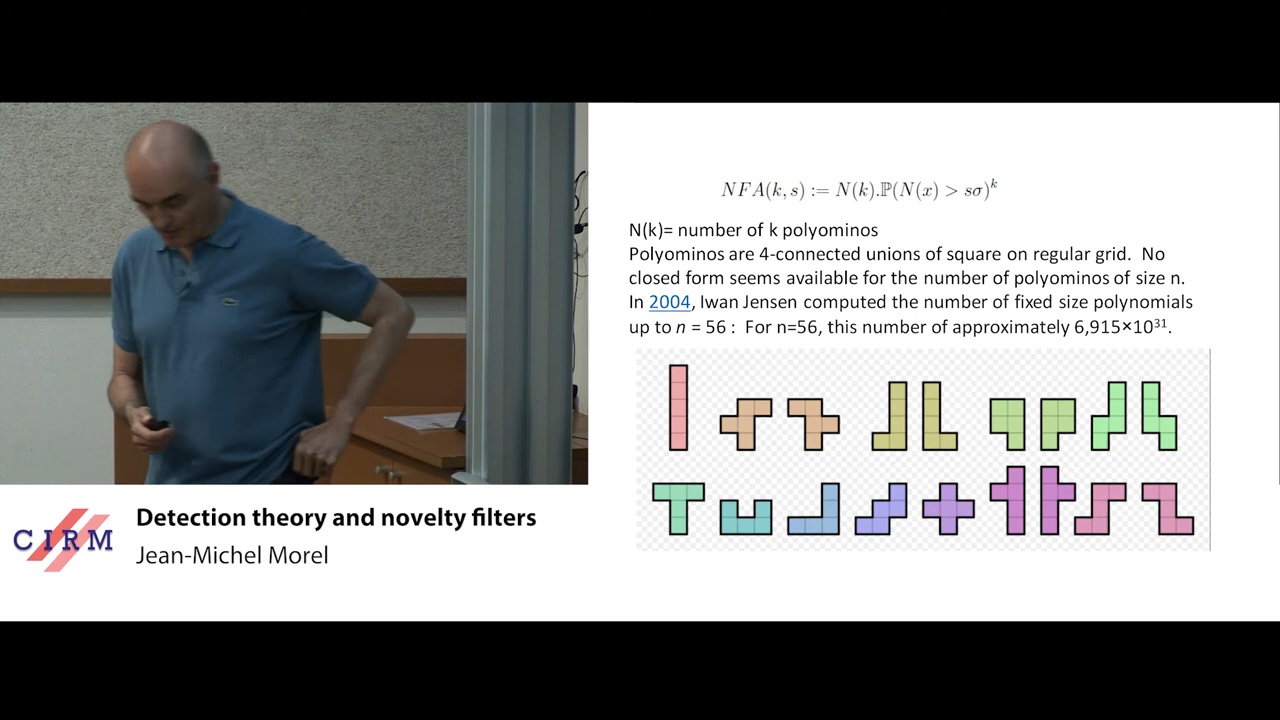 NFA(k, s) := N(k).ℙ(N(x) > sσ)^k
N(k)= number of k polyominos
Polyominos are 4-connected unions of square on regular grid. No
closed form seems available for the number of polyominos of size n.
In 2004, Iwan Jensen computed the number of fixed size polynomials
up to n = 56 : For n=56, this number of approximately 6,915×10³¹.
CIRM
Detection theory and novelty filters
Jean-Michel Morel